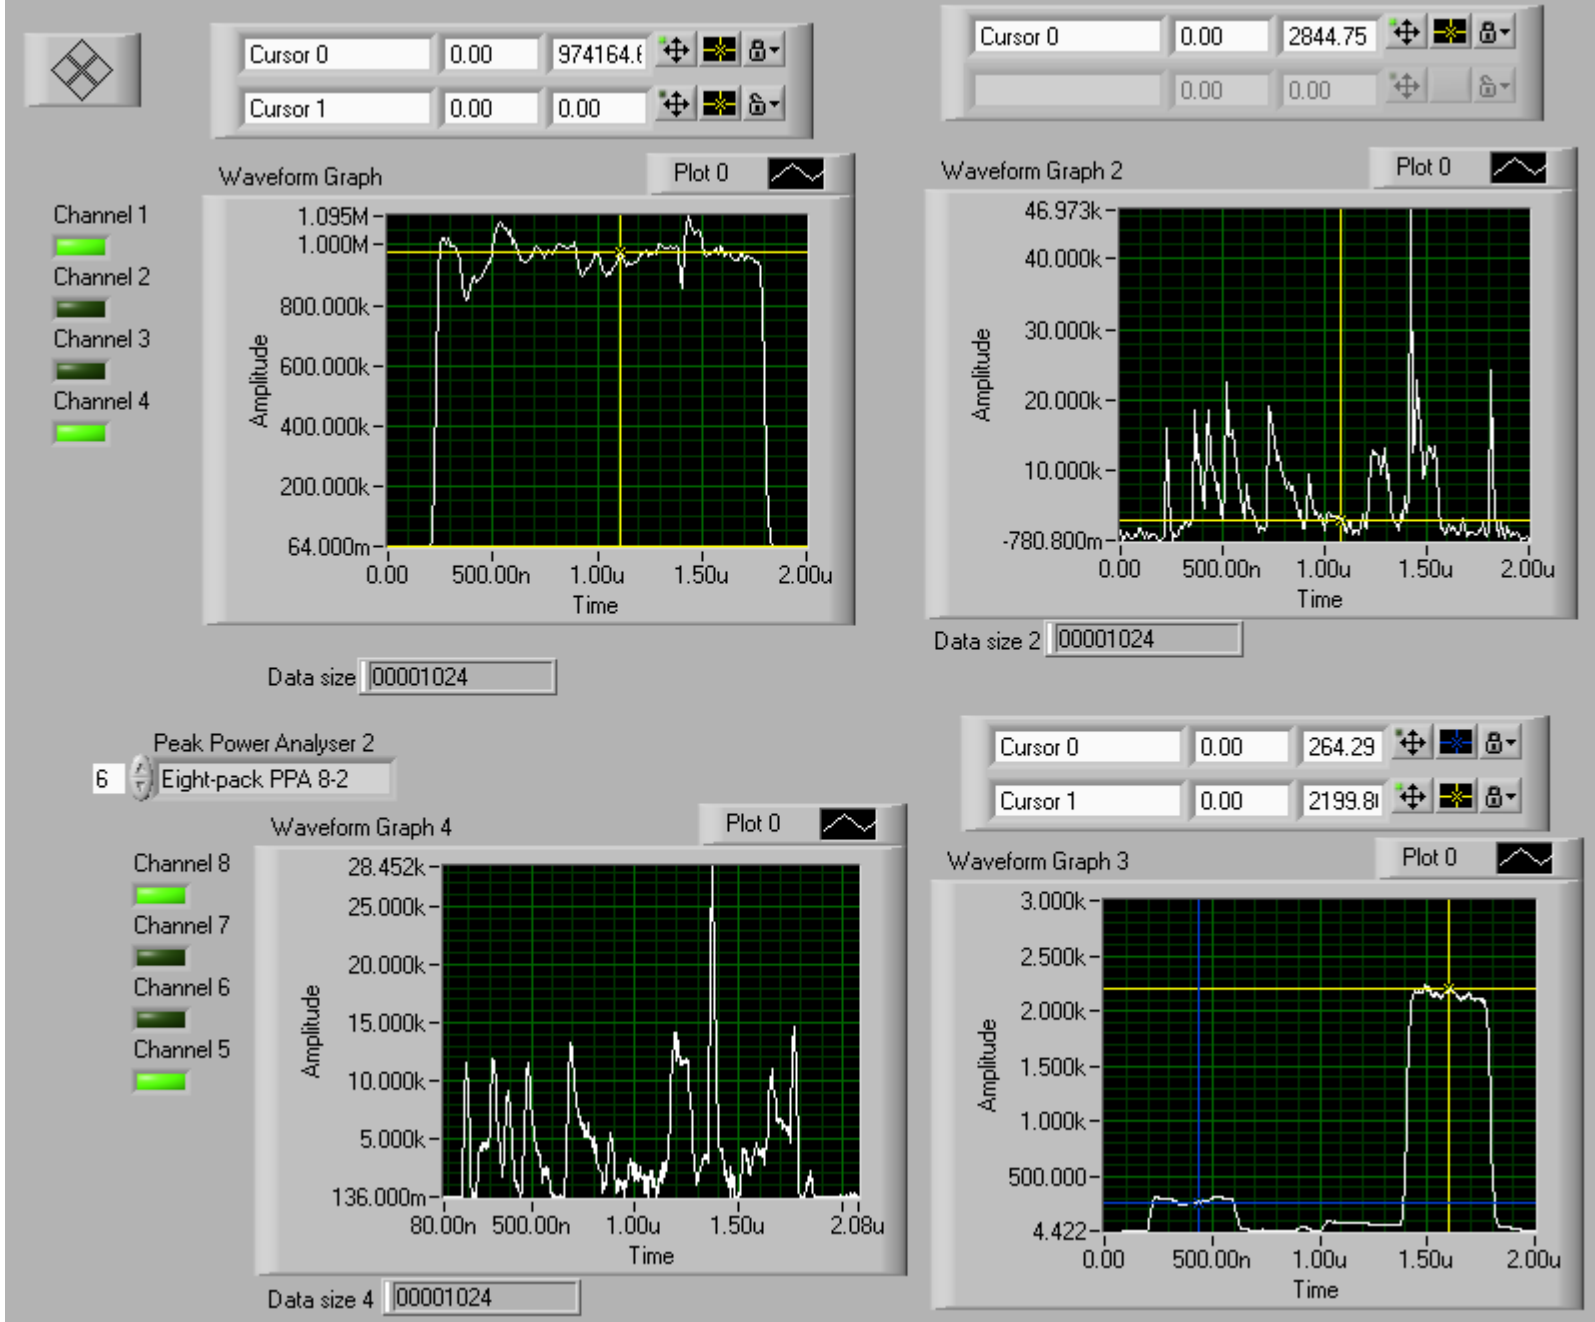 Cursor 0 0.00 974164.6
Cursor 1 0.00 0.00
Cursor 0 0.00 2844.75
0.00 0.00
Waveform Graph Plot 0
Channel 1
Channel 2
Channel 3
Channel 4
1.095M
1.000M
800.000k
600.000k
400.000k
200.000k
64.000m
Amplitude
0.00 500.00n 1.00u 1.50u 2.00u
Time
Data size 00001024
Waveform Graph 2 Plot 0
46.973k
40.000k
30.000k
20.000k
10.000k
-780.800m
Amplitude
0.00 500.00n 1.00u 1.50u 2.00u
Time
Data size 2 00001024
Peak Power Analyser 2
6 Eight-pack PPA 8-2
Waveform Graph 4 Plot 0
Channel 8
Channel 7
Channel 6
Channel 5
28.452k
25.000k
20.000k
15.000k
10.000k
5.000k
136.000m
Amplitude
80.00n 500.00n 1.00u 1.50u 2.08u
Time
Data size 4 00001024
Cursor 0 0.00 264.29
Cursor 1 0.00 2199.8
Waveform Graph 3 Plot 0
3.000k
2.500k
2.000k
1.500k
1.000k
500.000
4.422
Amplitude
0.00 500.00n 1.00u 1.50u 2.00u
Time